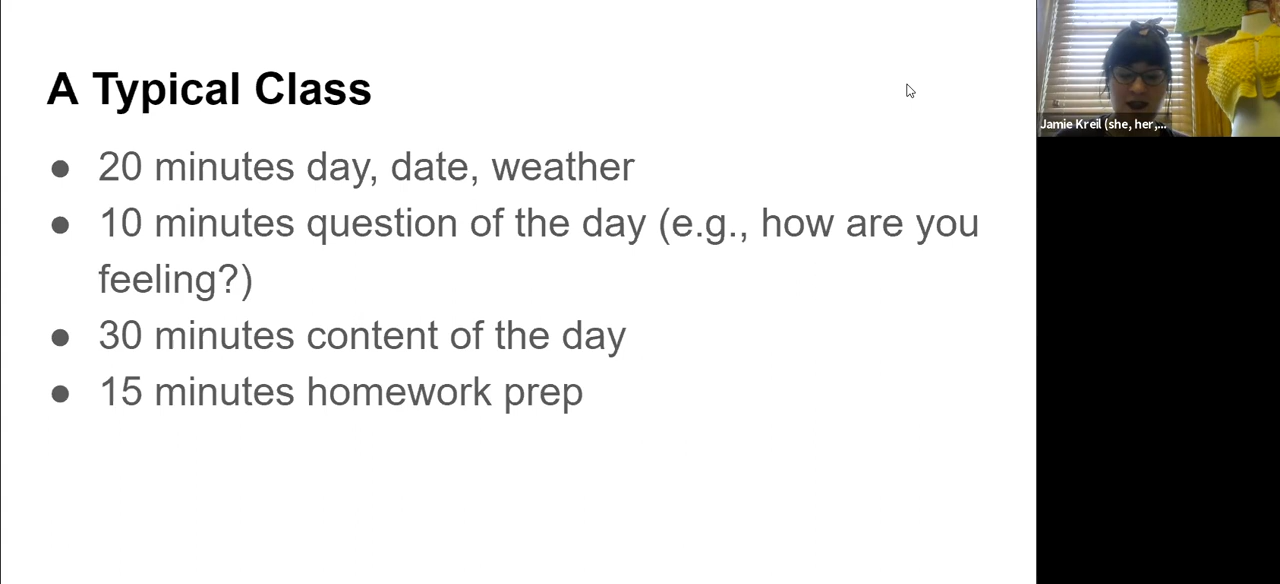 A Typical Class
● 20 minutes day, date, weather
● 10 minutes question of the day (e.g., how are you
feeling?)
● 30 minutes content of the day
● 15 minutes homework prep
Jamie Kreil (she, her,...